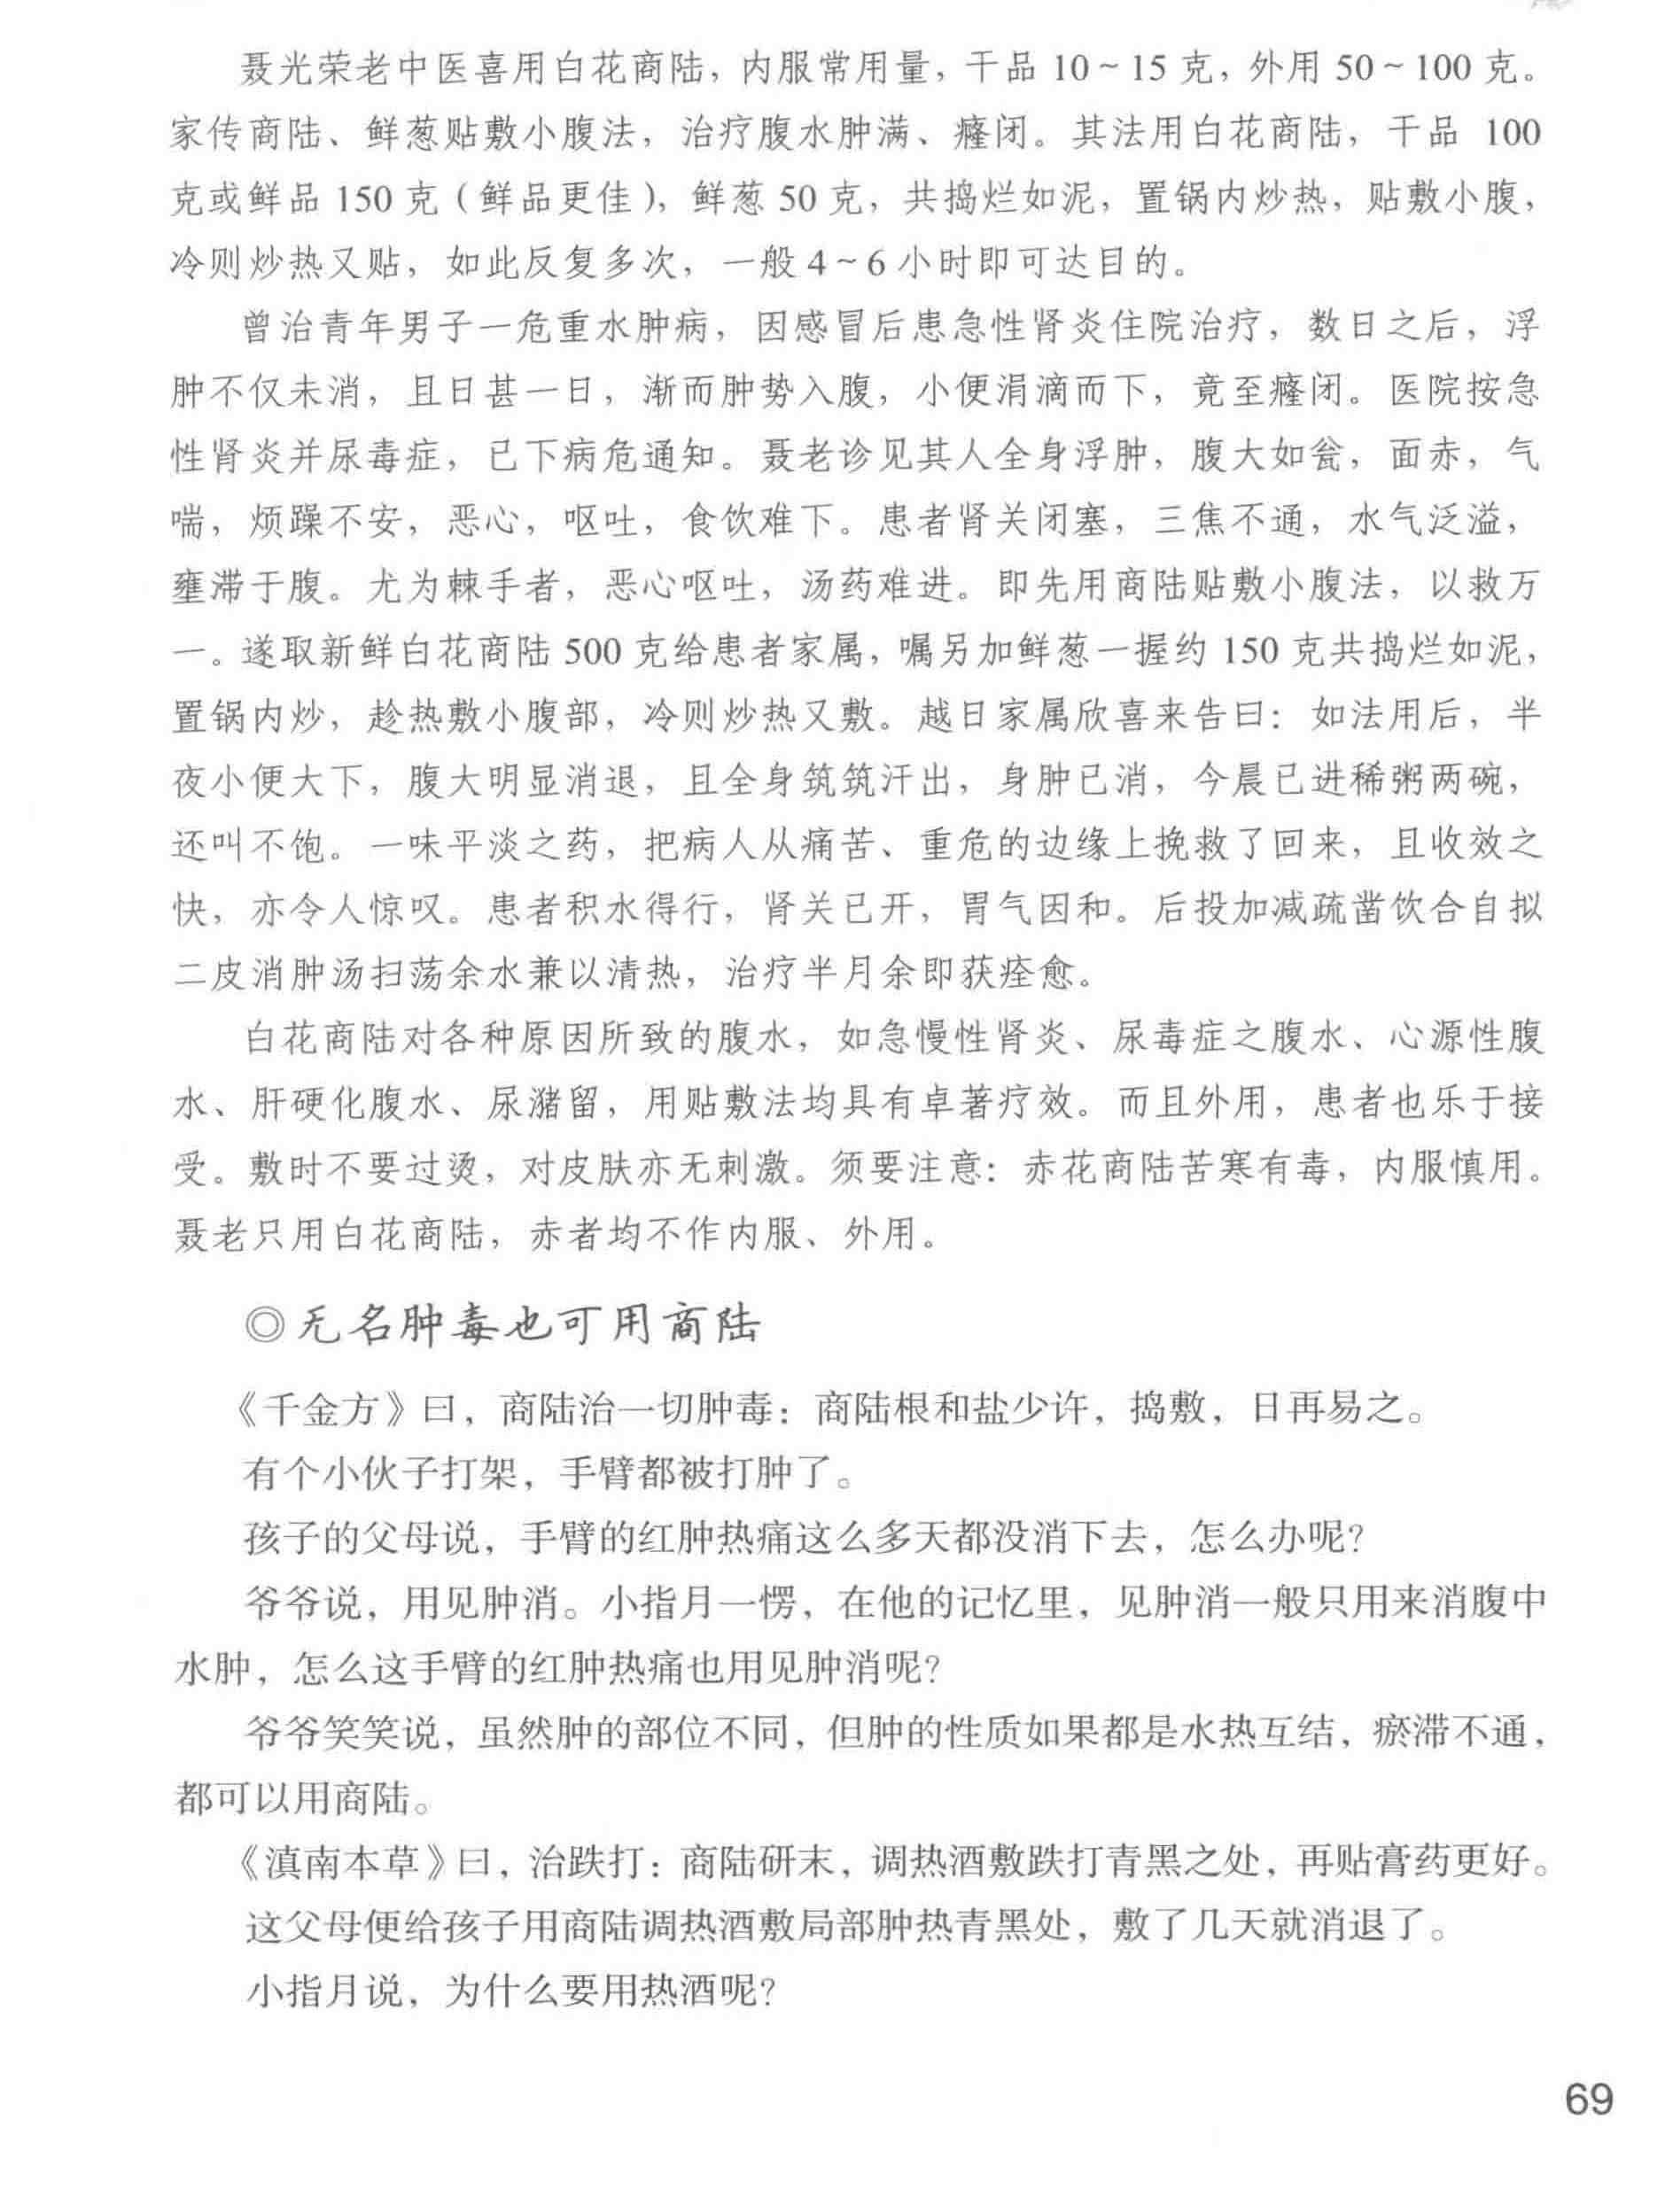 聂光荣老中医喜用白花商陆，内服常用量，干品 10～15 克，外用 50～100 克。
家传商陆、鲜葱贴敷小腹法，治疗腹水肿满、癃闭。其法用白花商陆，干品 100
克或鲜品 150 克（鲜品更佳），鲜葱 50 克，共捣烂如泥，置锅内炒热，贴敷小腹，
冷则炒热又贴，如此反复多次，一般 4～6 小时即可达目的。
曾治青年男子一危重水肿病，因感冒后患急性肾炎住院治疗，数日之后，浮
肿不仅未消，且日甚一日，渐而肿势入腹，小便涓滴而下，竟至癃闭。医院按急
性肾炎并尿毒症，已下病危通知。聂老诊见其人全身浮肿，腹大如瓮，面赤，气
喘，烦躁不安，恶心，呕吐，食饮难下。患者肾关闭塞，三焦不通，水气泛溢，
壅滞于腹。尤为棘手者，恶心呕吐，汤药难进。即先用商陆贴敷小腹法，以救万
一。遂取新鲜白花商陆 500 克给患者家属，嘱另加鲜葱一握约 150 克共捣烂如泥，
置锅内炒，趁热敷小腹部，冷则炒热又敷。越日家属欣喜来告曰：如法用后，半
夜小便大下，腹大明显消退，且全身筑筑汗出，身肿已消，今晨已进稀粥两碗，
还叫不饱。一味平淡之药，把病人从痛苦、重危的边缘上挽救了回来，且收效之
快，亦令人惊叹。患者积水得行，肾关已开，胃气因和。后投加减疏凿饮合自拟
二皮消肿汤扫荡余水兼以清热，治疗半月余即获痊愈。
白花商陆对各种原因所致的腹水，如急慢性肾炎、尿毒症之腹水、心源性腹
水、肝硬化腹水、尿潴留，用贴敷法均具有卓著疗效。而且外用，患者也乐于接
受。敷时不要过烫，对皮肤亦无刺激。须要注意：赤花商陆苦寒有毒，内服慎用。
聂老只用白花商陆，赤者均不作内服、外用。
◎无名肿毒也可用商陆
《千金方》曰，商陆治一切肿毒：商陆根和盐少许，捣敷，日再易之。
有个小伙子打架，手臂都被打肿了。
孩子的父母说，手臂的红肿热痛这么多天都没消下去，怎么办呢？
爷爷说，用见肿消。小指月一愣，在他的记忆里，见肿消一般只用来消腹中
水肿，怎么这手臂的红肿热痛也用见肿消呢？
爷爷笑笑说，虽然肿的部位不同，但肿的性质如果都是水热互结，瘀滞不通，
都可以用商陆。
《滇南本草》曰，治跌打：商陆研末，调热酒敷跌打青黑之处，再贴膏药更好。
这父母便给孩子用商陆调热酒敷局部肿热青黑处，敷了几天就消退了。
小指月说，为什么要用热酒呢？
69